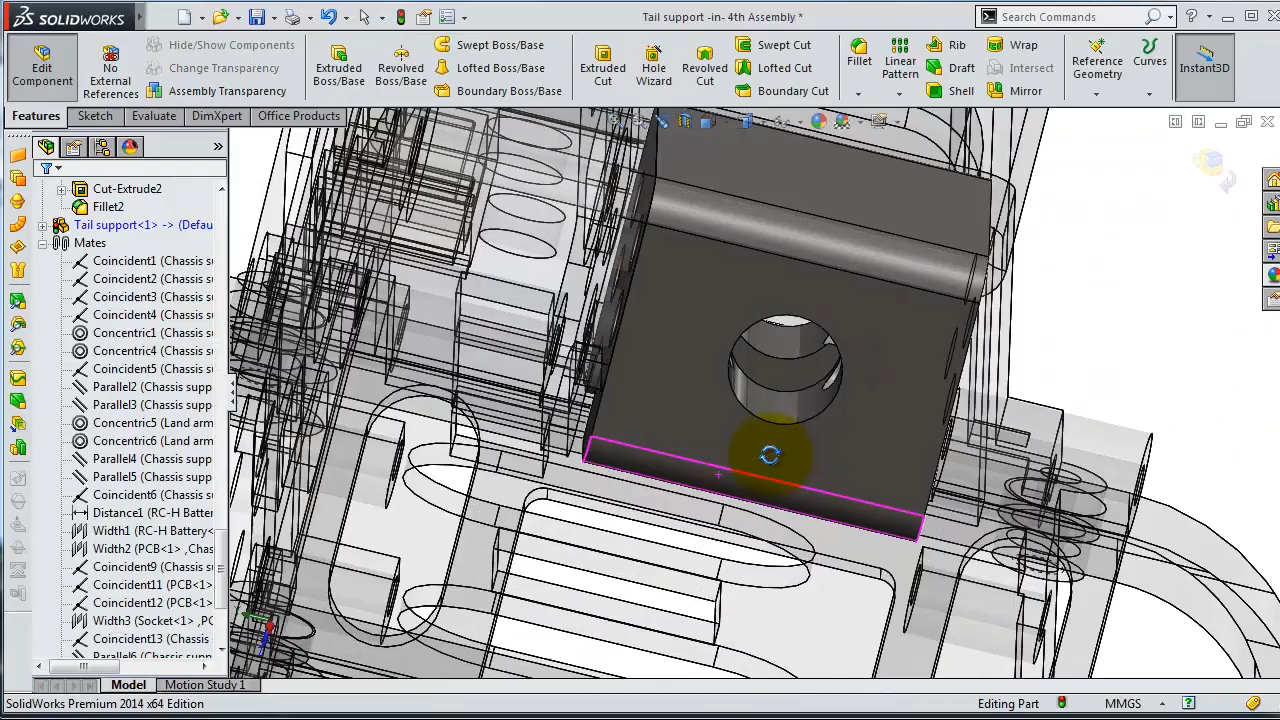 SOLIDWORKS
Tail support -in- 4th Assembly *
Search Commands
Edit Component
No External References
Hide/Show Components
Change Transparency
Assembly Transparency
Extruded Boss/Base
Revolved Boss/Base
Swept Boss/Base
Lofted Boss/Base
Boundary Boss/Base
Extruded Cut
Hole Wizard
Revolved Cut
Swept Cut
Lofted Cut
Boundary Cut
Fillet
Linear Pattern
Rib
Draft
Shell
Wrap
Intersect
Mirror
Reference Geometry
Curves
Instant3D
Features
Sketch
Evaluate
DimXpert
Office Products
Cut-Extrude2
Fillet2
Tail support<1> -> (Defau
Mates
Coincident1 (Chassis su
Coincident2 (Chassis su
Coincident3 (Chassis su
Coincident4 (Chassis su
Concentric1 (Chassis su
Concentric4 (Chassis su
Parallel2 (Chassis supp
Parallel3 (Chassis supp
Concentric5 (Land arm
Concentric6 (Land arm
Parallel4 (Chassis supp
Parallel5 (Chassis supp
Coincident6 (Chassis su
Distance1 (RC-H Battery
Width1 (RC-H Battery<
Width2 (PCB<1> ,Chas
Coincident9 (Chassis su
Coincident11 (PCB<1>
Coincident12 (PCB<1>
Width3 (Socket<1> ,PC
Coincident13 (Chassis
Parallel6 (Chassis supp
Model
Motion Study 1
SolidWorks Premium 2014 x64 Edition
Editing Part
MMGS